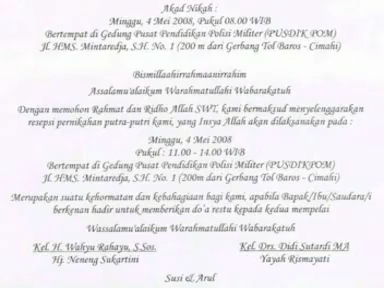 Akad Nikah :
Minggu, 4 Mei 2008, Pukul 08.00 WIB
Bertempat di Gedung Pusat Pendidikan Polisi Militer (PUSDIK POM)
Jl. HMS. Mintaredja, S.H. No. 1 (200 m dari Gerbang Tol Baros - Cimahi)
Bismillaahirrahmaanirrahim
Assalamu'alaikum Warahmatullahi Wabarakatuh
Dengan memohon Rahmat dan Ridho Allah SWT, kami bermaksud menyelenggarakan
resepsi pernikahan putra-putri kami, yang Insya Allah akan dilaksanakan pada :
Minggu, 4 Mei 2008
Pukul : 11.00 - 14.00 WIB
Bertempat di Gedung Pusat Pendidikan Polisi Militer (PUSDIKPOM)
Jl. HMS. Mintaredja, S.H. No. 1 (200m dari Gerbang Tol Baros - Cimahi)
Merupakan suatu kehormatan dan kebahagiaan bagi kami, apabila Bapak/Ibu/Saudara/i
berkenan hadir untuk memberikan do'a restu kepada kedua mempelai
Wassalamu'alaikum Warahmatullahi Wabarakatuh
Kel. H. Wahyu Rahayu, S.Sos. Kel. Drs. Didi Sutardi MA
Hj. Neneng Sukartini Yayah Rismayati
Susi & Arul